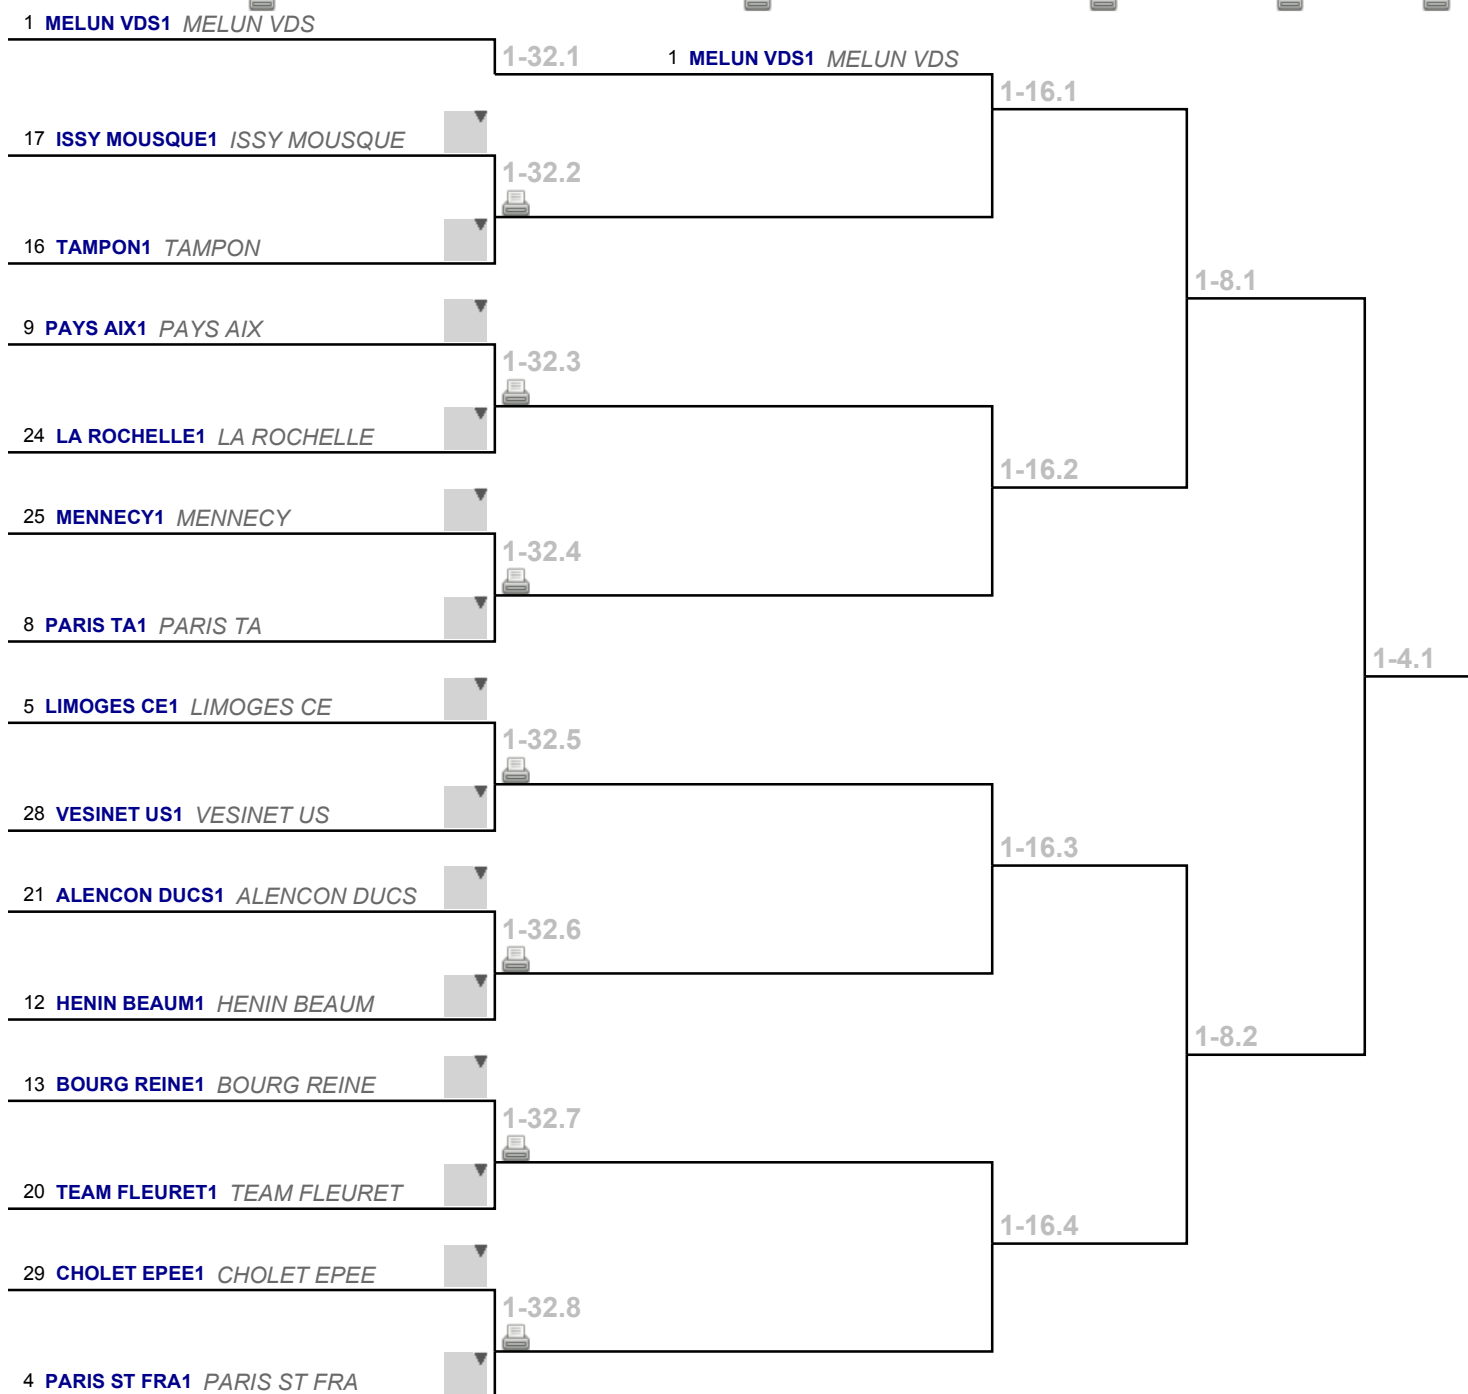 1 MELUN VDS1 MELUN VDS
1-32.1
1 MELUN VDS1 MELUN VDS
1-16.1
17 ISSY MOUSQUE1 ISSY MOUSQUE
1-32.2
16 TAMPON1 TAMPON
1-8.1
9 PAYS AIX1 PAYS AIX
1-32.3
24 LA ROCHELLE1 LA ROCHELLE
1-16.2
25 MENNECY1 MENNECY
1-32.4
8 PARIS TA1 PARIS TA
1-4.1
5 LIMOGES CE1 LIMOGES CE
1-32.5
28 VESINET US1 VESINET US
1-16.3
21 ALENCON DUCS1 ALENCON DUCS
1-32.6
12 HENIN BEAUM1 HENIN BEAUM
1-8.2
13 BOURG REINE1 BOURG REINE
1-32.7
20 TEAM FLEURET1 TEAM FLEURET
1-16.4
29 CHOLET EPEE1 CHOLET EPEE
1-32.8
4 PARIS ST FRA1 PARIS ST FRA